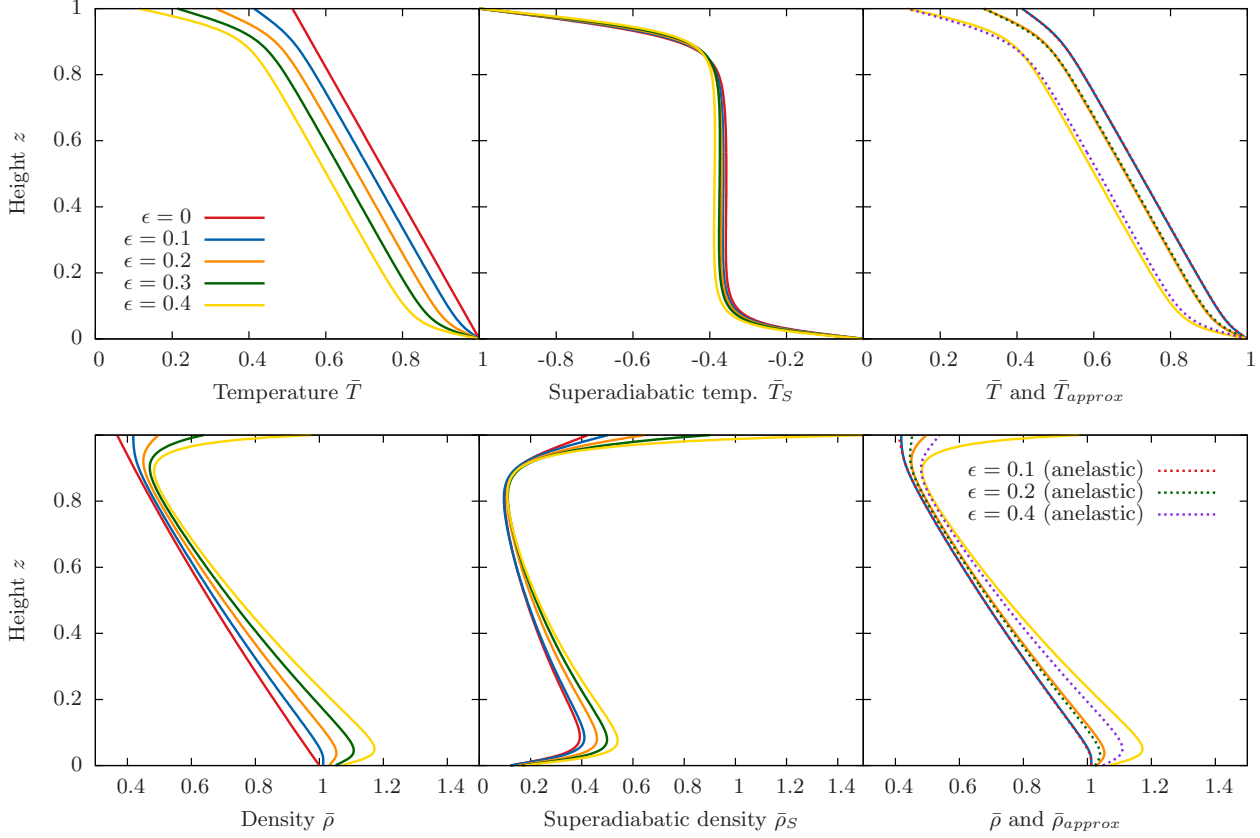 1
0.8
0.6
0.4
0.2
0
Height z
ϵ = 0
ϵ = 0.1
ϵ = 0.2
ϵ = 0.3
ϵ = 0.4
0 0.2 0.4 0.6 0.8 1
Temperature T̄
-0.8 -0.6 -0.4 -0.2
Superadiabatic temp. T̄_S
0 0.2 0.4 0.6 0.8 1
T̄ and T̄_approx
0.8
0.6
0.4
0.2
0
Height z
0.4 0.6 0.8 1 1.2 1.4
Density ρ̄
0 0.2 0.4 0.6 0.8 1 1.2 1.4
Superadiabatic density ρ̄_S
ϵ = 0.1 (anelastic)
ϵ = 0.2 (anelastic)
ϵ = 0.4 (anelastic)
0.4 0.6 0.8 1 1.2 1.4
ρ̄ and ρ̄_approx